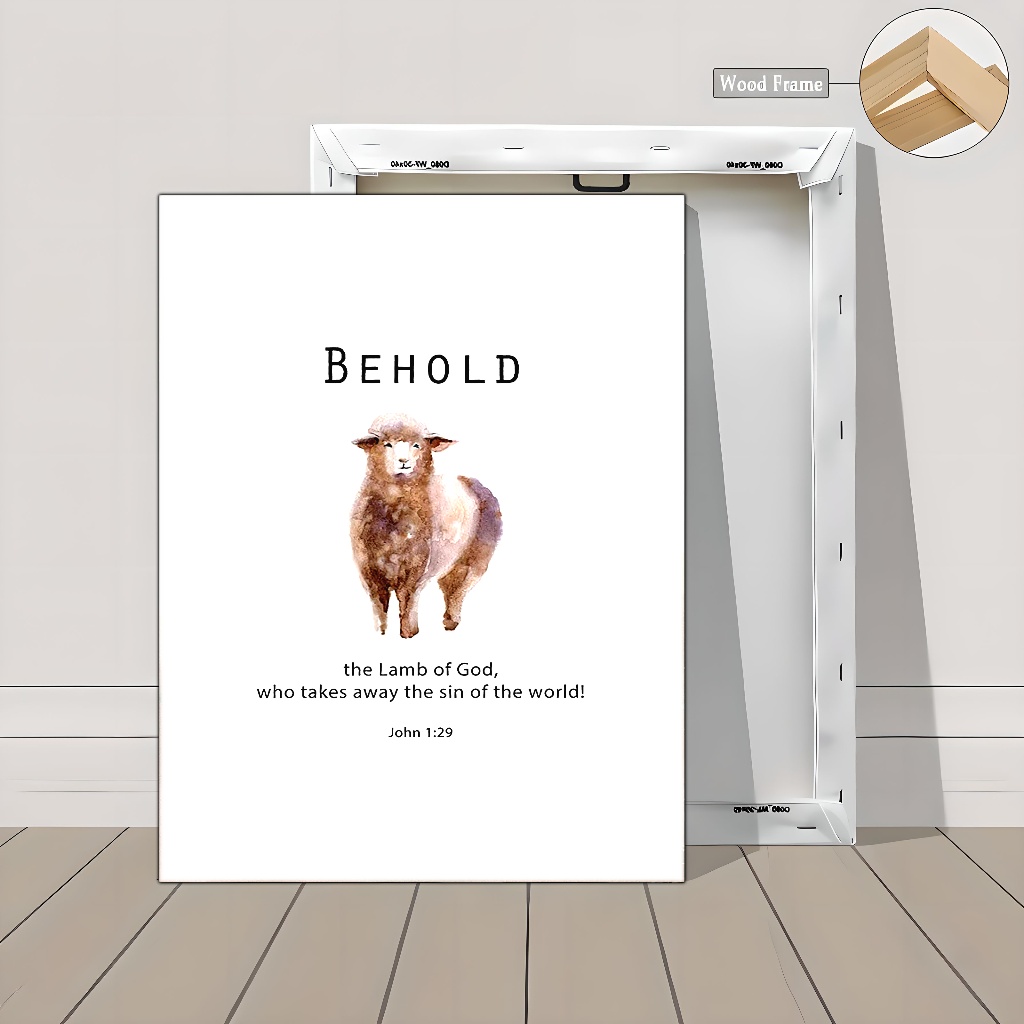 Wood Frame
BEHOLD
the Lamb of God,
who takes away the sin of the world!
John 1:29